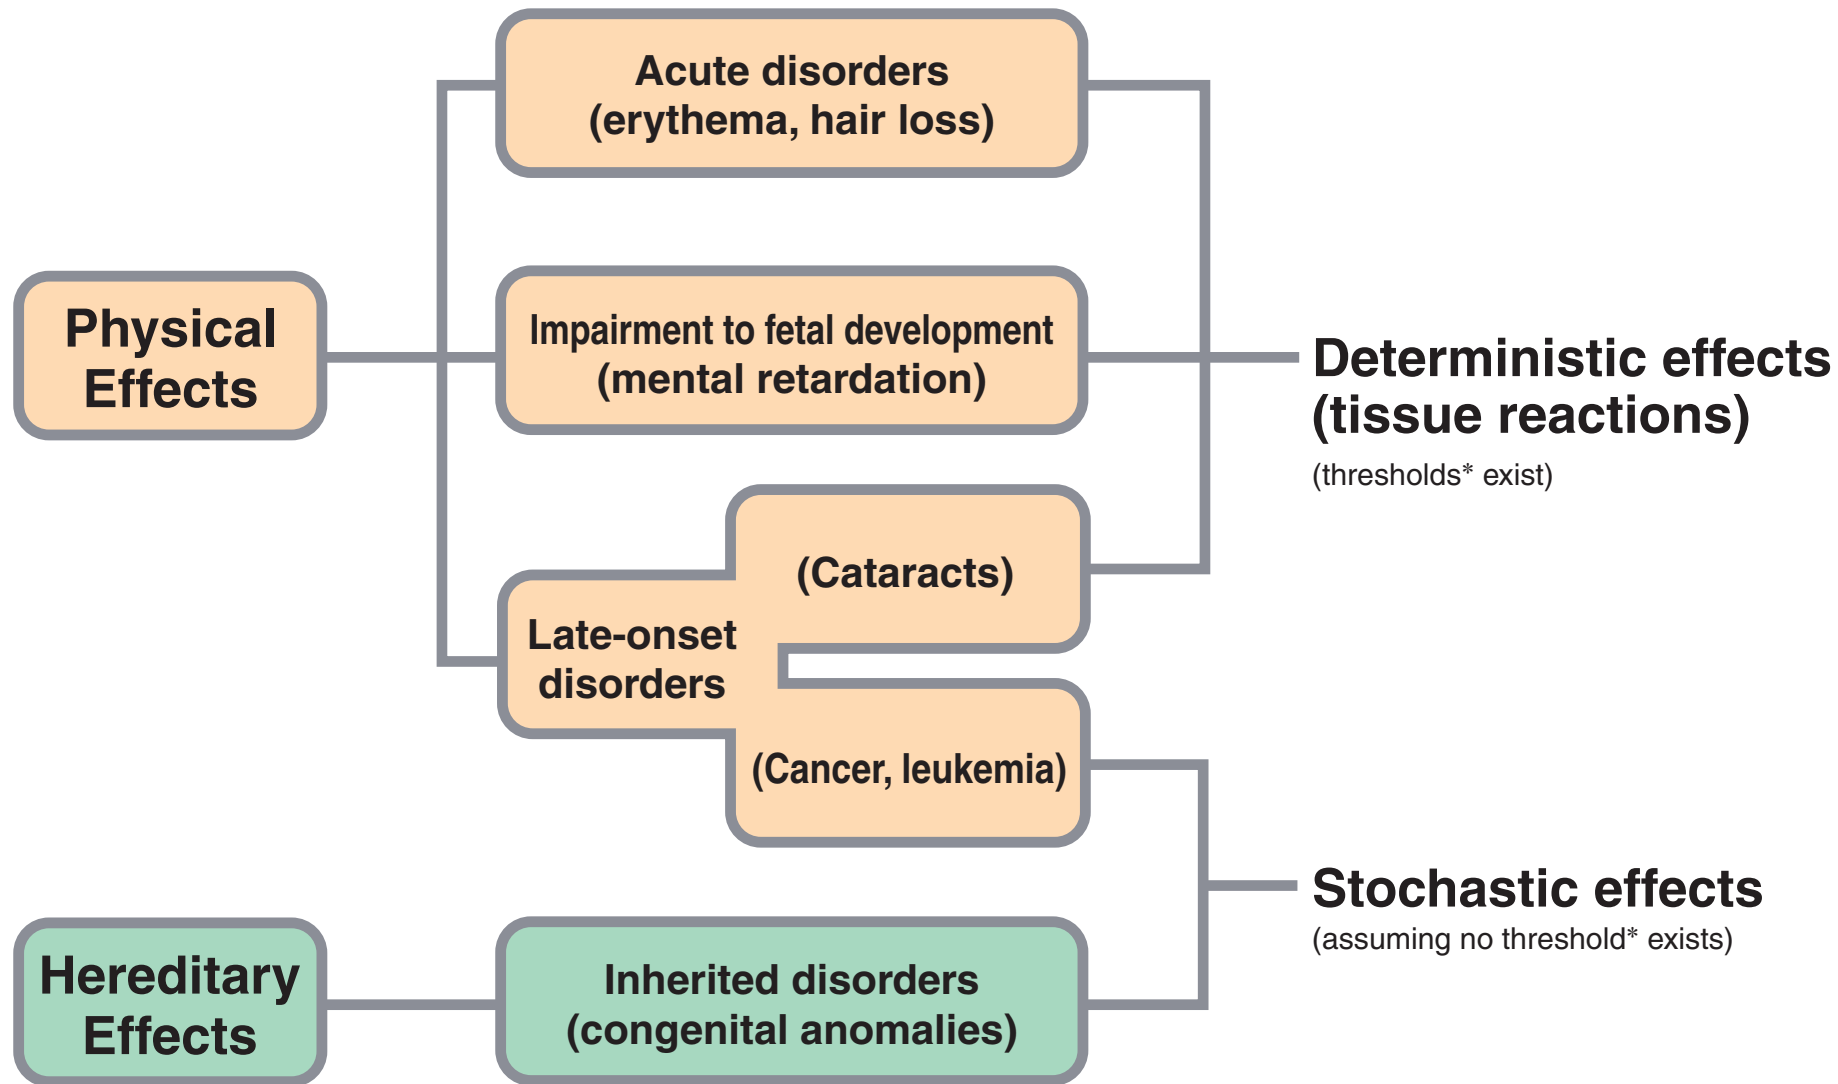 Acute disorders
(erythema, hair loss)
Physical
Effects
Impairment to fetal development
(mental retardation)
Deterministic effects
(tissue reactions)
(thresholds* exist)
(Cataracts)
Late-onset
disorders
(Cancer, leukemia)
Stochastic effects
(assuming no threshold* exists)
Hereditary
Effects
Inherited disorders
(congenital anomalies)